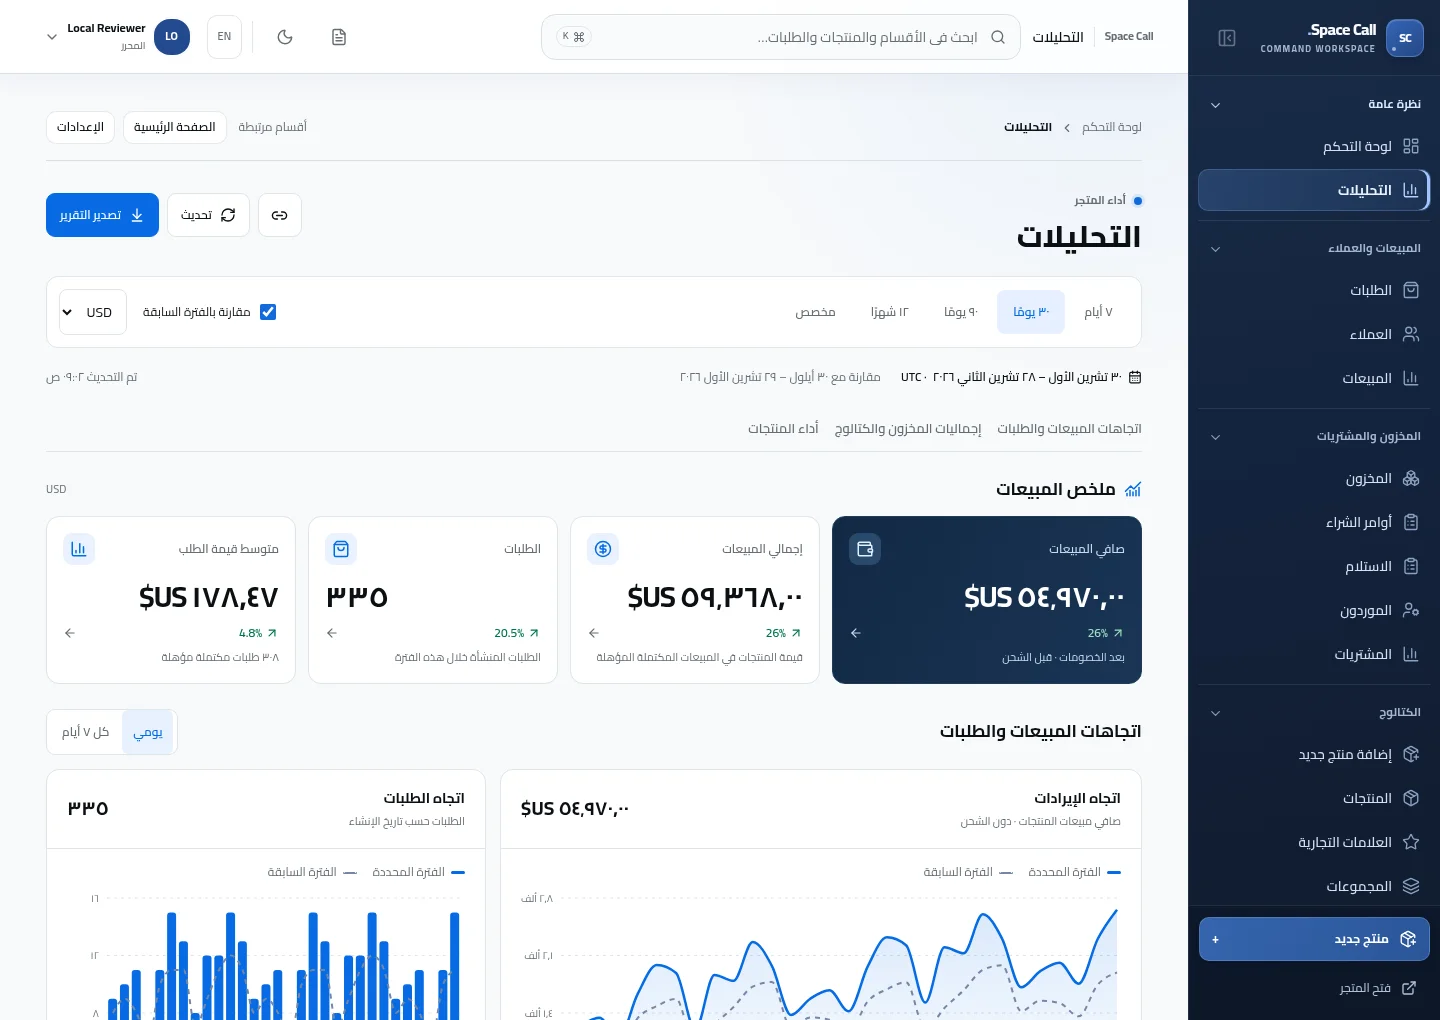 Space Call.
COMMAND WORKSPACE
SC
نظرة عامة
لوحة التحكم
التحليلات
المبيعات والعملاء
الطلبات
العملاء
المبيعات
المخزون والمشتريات
المخزون
أوامر الشراء
الاستلام
الموردون
المشتريات
الكتالوج
إضافة منتج جديد
المنتجات
العلامات التجارية
المجموعات
منتج جديد +
فتح المتجر
Space Call
التحليلات
ابحث في الأقسام والمنتجات والطلبات...
⌘ K
EN
LO
Local Reviewer
المحرر
لوحة التحكم
التحليلات
أقسام مرتبطة
الصفحة الرئيسية
الإعدادات
أداء المتجر
التحليلات
تحديث
تصدير التقرير
٧ أيام
٣٠ يومًا
٩٠ يومًا
١٢ شهرًا
مخصص
مقارنة بالفترة السابقة
USD
٣٠ تشرين الأول – ٢٨ تشرين الثاني ٢٠٢٦ · UTC
مقارنة مع ٣٠ أيلول – ٢٩ تشرين الأول ٢٠٢٦
تم التحديث ٠٩:٠٢ ص
اتجاهات المبيعات والطلبات
إجماليات المخزون والكتالوج
أداء المنتجات
ملخص المبيعات
USD
صافي المبيعات
US$ ٥٤,٩٧٠,٠٠
26%
بعد الخصومات · قبل الشحن
إجمالي المبيعات
US$ ٥٩,٣٦٨,٠٠
26%
قيمة المنتجات في المبيعات المكتملة المؤهلة
الطلبات
٣٣٥
20.5%
الطلبات المنشأة خلال هذه الفترة
متوسط قيمة الطلب
US$ ١٧٨,٤٧
4.8%
٣٠٨ طلبات مكتملة مؤهلة
اتجاهات المبيعات والطلبات
يومي
كل ٧ أيام
اتجاه الإيرادات
صافي مبيعات المنتجات · دون الشحن
US$ ٥٤,٩٧٠,٠٠
الفترة المحددة
الفترة السابقة
٢,٨ ألف
٢,١ ألف
١,٤ ألف
اتجاه الطلبات
الطلبات حسب تاريخ الإنشاء
٣٣٥
الفترة المحددة
الفترة السابقة
١٦
١٢
٨